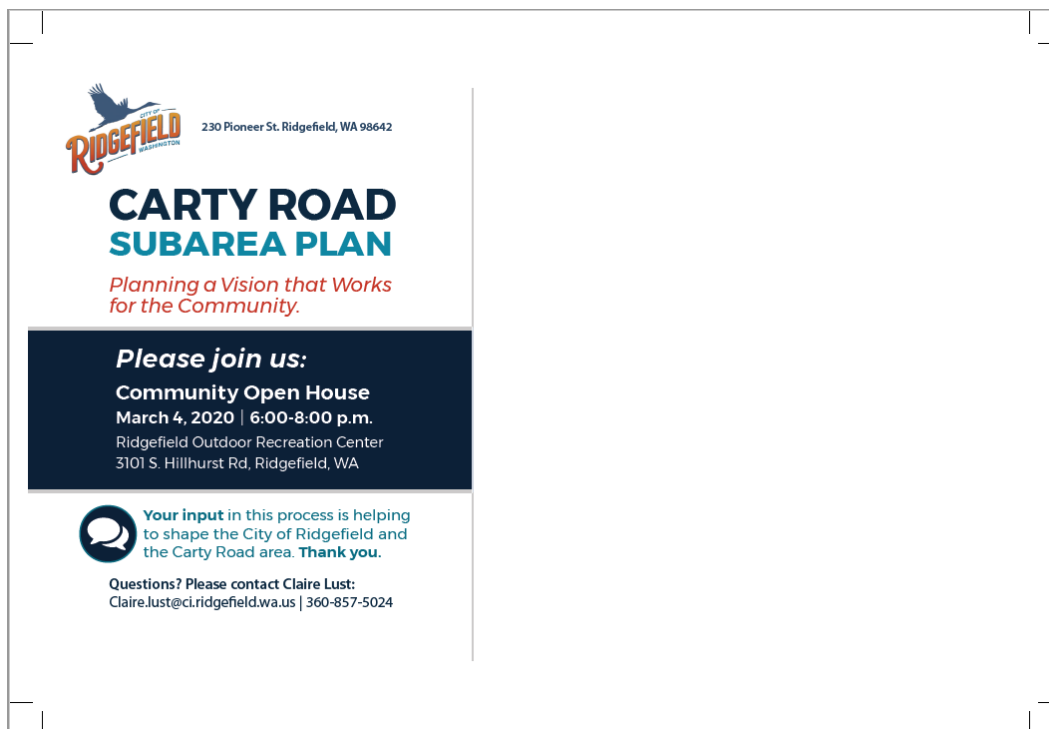 CITY OF
RIDGEFIELD
WASHINGTON
230 Pioneer St. Ridgefield, WA 98642
CARTY ROAD
SUBAREA PLAN
Planning a Vision that Works
for the Community.
Please join us:
Community Open House
March 4, 2020 | 6:00-8:00 p.m.
Ridgefield Outdoor Recreation Center
3101 S. Hillhurst Rd, Ridgefield, WA
Your input in this process is helping
to shape the City of Ridgefield and
the Carty Road area. Thank you.
Questions? Please contact Claire Lust:
Claire.lust@ci.ridgefield.wa.us | 360-857-5024